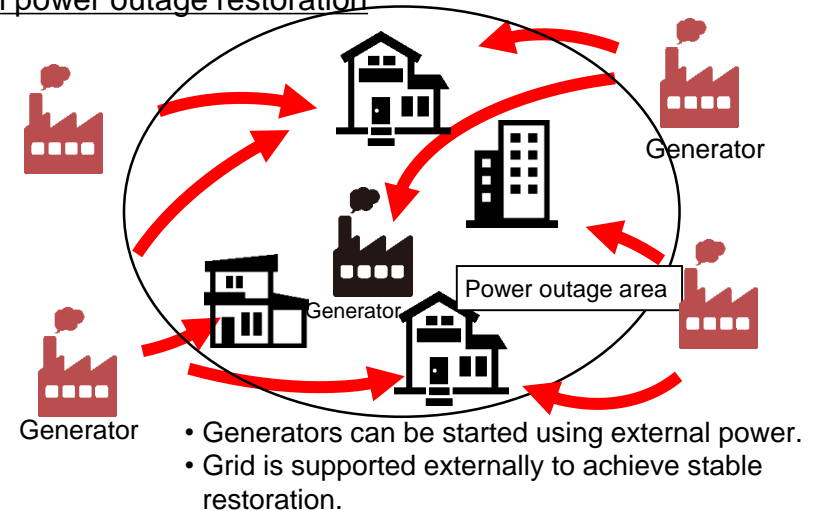 power outage restoration
Generator
Generator
Power outage area
Generator
• Generators can be started using external power.
• Grid is supported externally to achieve stable
restoration.